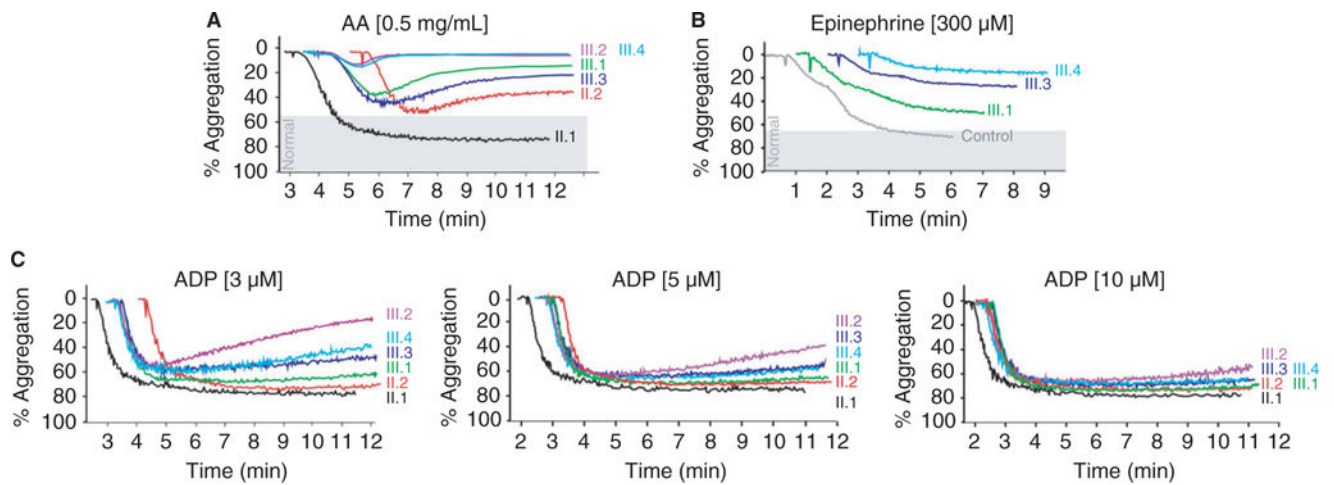 A
AA [0.5 mg/mL]
% Aggregation
0
20
40
60
80
100
Normal
III.2 III.4
III.1
III.3
II.2
II.1
3 4 5 6 7 8 9 10 11 12
Time (min)
B
Epinephrine [300 µM]
% Aggregation
0
20
40
60
80
100
Normal
III.4
III.3
III.1
Control
1 2 3 4 5 6 7 8 9
Time (min)
C
ADP [3 µM]
% Aggregation
0
20
40
60
80
100
III.2
III.4
III.3
III.1
II.2
II.1
3 4 5 6 7 8 9 10 11 12
Time (min)
ADP [5 µM]
% Aggregation
0
20
40
60
80
100
III.2
III.3
III.4
III.1
II.2
II.1
2 3 4 5 6 7 8 9 10 11 12
Time (min)
ADP [10 µM]
% Aggregation
0
20
40
60
80
100
III.2
III.3 III.4
II.2 III.1
II.1
2 3 4 5 6 7 8 9 10 11 12
Time (min)